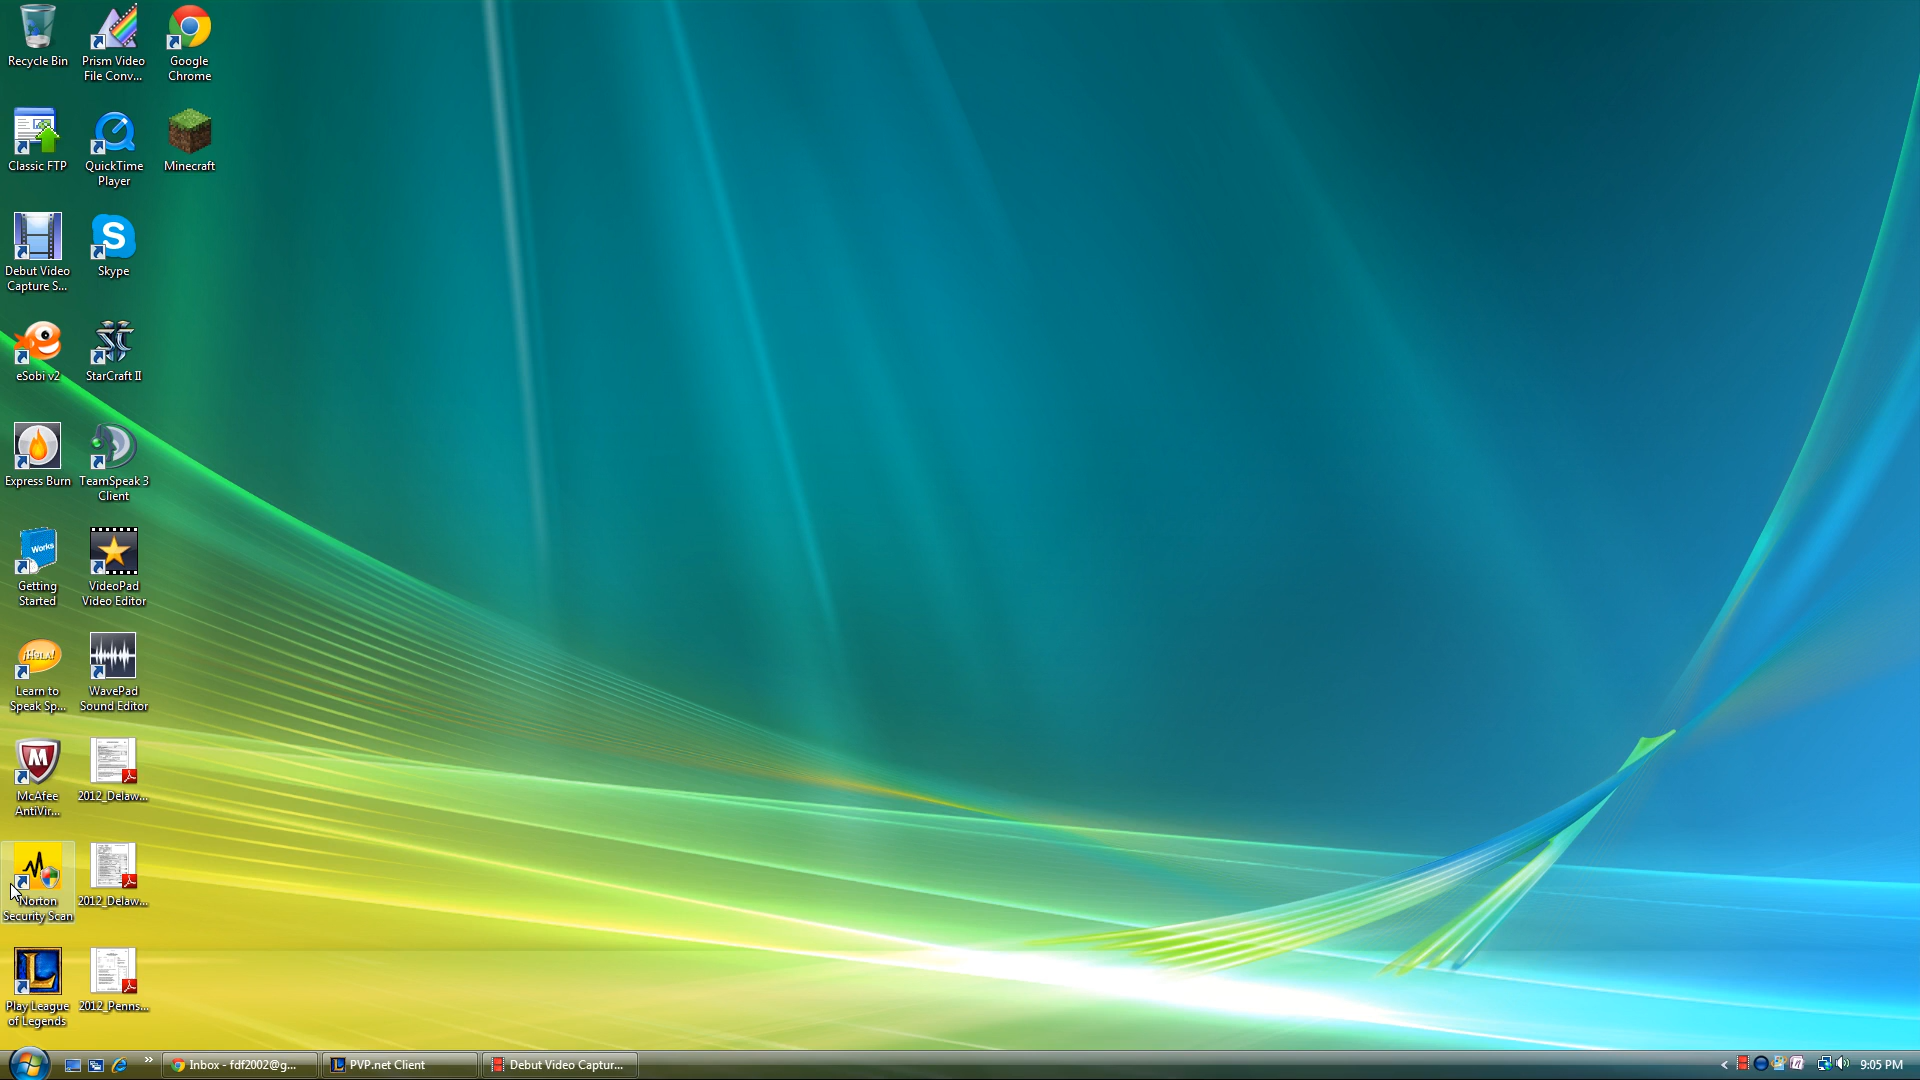 Recycle Bin
Prism Video
File Conv...
Google
Chrome
Classic FTP
QuickTime
Player
Minecraft
Debut Video
Capture S...
S
Skype
eSobi v2
StarCraft II
Express Burn
TeamSpeak 3
Client
Works
Getting
Started
VideoPad
Video Editor
¡HOLA!
Learn to
Speak Sp...
WavePad
Sound Editor
M
McAfee
AntiVir...
2012_Delaw...
Norton
Security Scan
2012_Delaw...
L
Play League
of Legends
2012_Penns...
» Inbox - fdf2002@g... PVP.net Client Debut Video Captur... < 9:05 PM